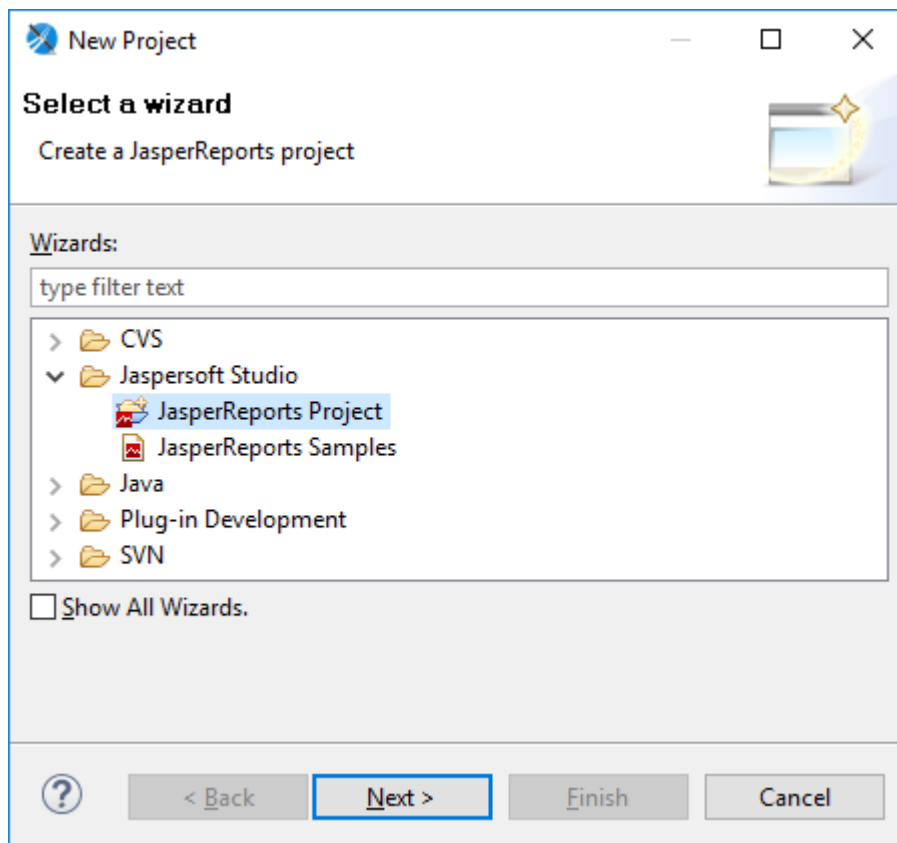 New Project
Select a wizard
Create a JasperReports project
Wizards:
type filter text
CVS
Jaspersoft Studio
JasperReports Project
JasperReports Samples
Java
Plug-in Development
SVN
Show All Wizards.
? < Back Next > Finish Cancel